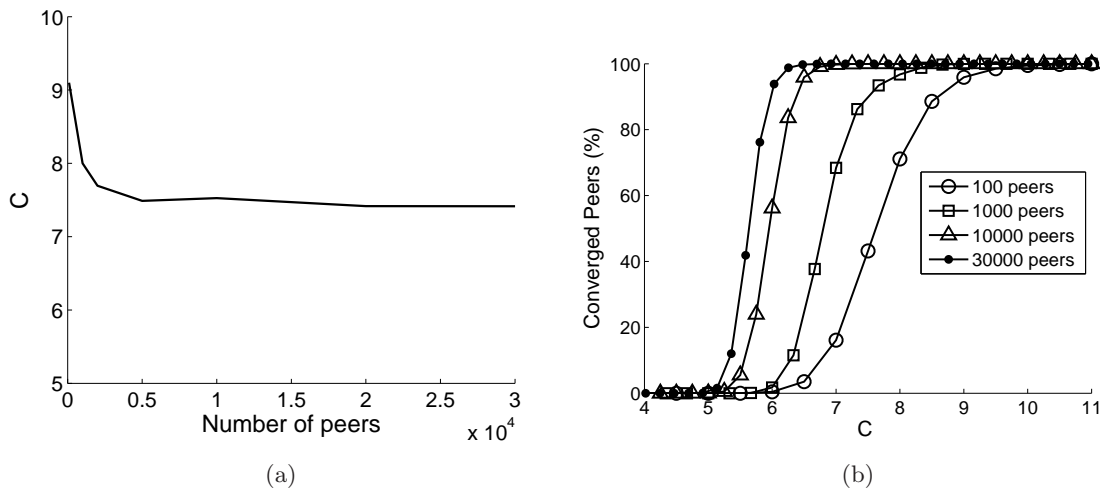 10
9
8
7
6
5
C
0
0.5
1
1.5
2
2.5
3
Number of peers
x 10^4
(a)
100
80
60
40
20
0
Converged Peers (%)
4
5
6
7
8
9
10
11
C
100 peers
1000 peers
10000 peers
30000 peers
(b)